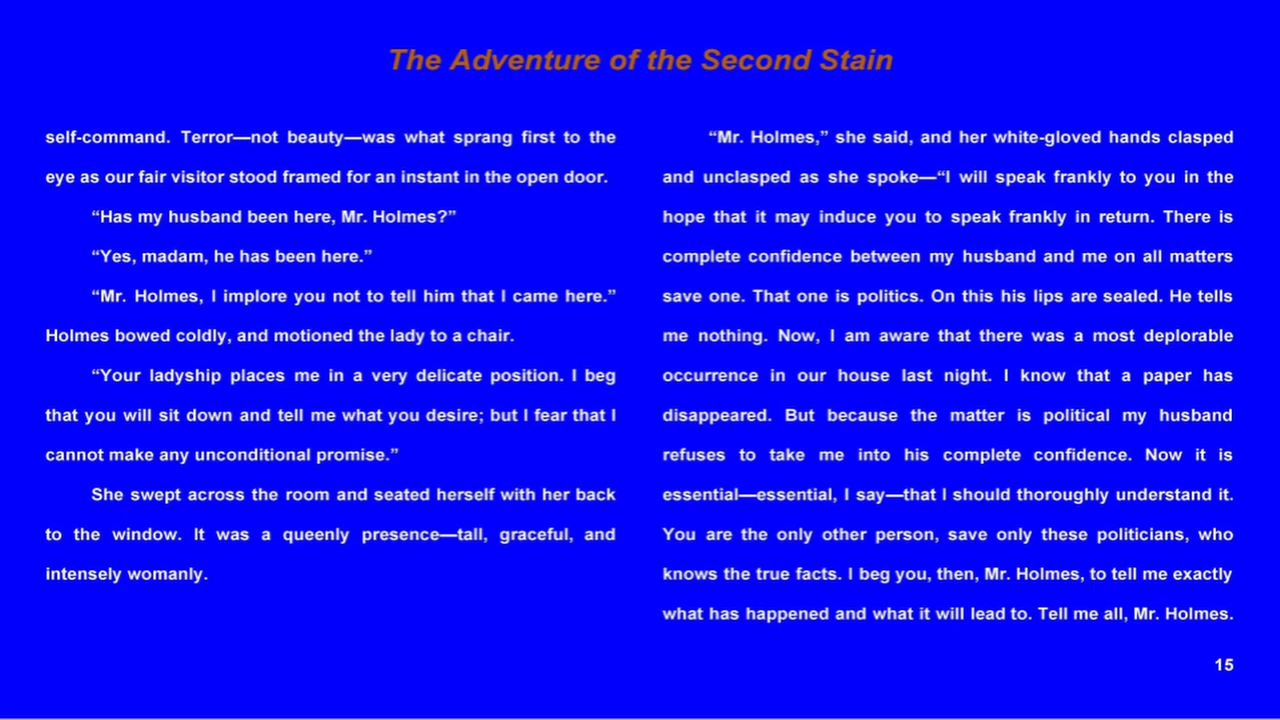 The Adventure of the Second Stain
self-command. Terror—not beauty—was what sprang first to the
eye as our fair visitor stood framed for an instant in the open door.
“Has my husband been here, Mr. Holmes?”
“Yes, madam, he has been here.”
“Mr. Holmes, I implore you not to tell him that I came here.”
Holmes bowed coldly, and motioned the lady to a chair.
“Your ladyship places me in a very delicate position. I beg
that you will sit down and tell me what you desire; but I fear that I
cannot make any unconditional promise.”
She swept across the room and seated herself with her back
to the window. It was a queenly presence—tall, graceful, and
intensely womanly.
“Mr. Holmes,” she said, and her white-gloved hands clasped
and unclasped as she spoke—“I will speak frankly to you in the
hope that it may induce you to speak frankly in return. There is
complete confidence between my husband and me on all matters
save one. That one is politics. On this his lips are sealed. He tells
me nothing. Now, I am aware that there was a most deplorable
occurrence in our house last night. I know that a paper has
disappeared. But because the matter is political my husband
refuses to take me into his complete confidence. Now it is
essential—essential, I say—that I should thoroughly understand it.
You are the only other person, save only these politicians, who
knows the true facts. I beg you, then, Mr. Holmes, to tell me exactly
what has happened and what it will lead to. Tell me all, Mr. Holmes.
15